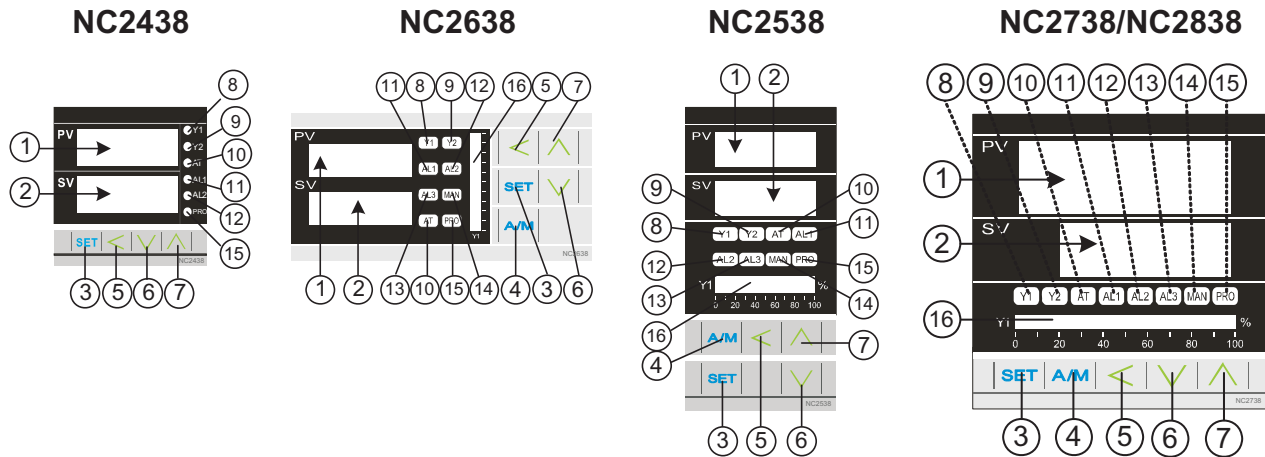 NC2438
NC2638
NC2538
NC2738/NC2838
8
9
10
11
12
15
1
2
PV
SV
Y1
Y2
AT
AL1
AL2
PRO
SET
NC2438
3
5
6
7
11
8
9
12
16
5
7
PV
SV
Y1
Y2
AL1
AL2
AL3
MAN
AT
PRO
Y1
SET
A/M
NC2638
1
2
13
10
15
14
4
3
6
1
2
PV
SV
9
10
8
11
Y1
Y2
AT
AL1
12
15
AL2
AL3
MAN
PRO
13
14
Y1
%
0 20 40 60 80 100
16
4
7
A/M
SET
NC2538
3
5
6
8
9
10
11
12
13
14
15
PV
1
SV
2
Y1
Y2
AT
AL1
AL2
AL3
MAN
PRO
16
Y1
%
0 20 40 60 80 100
SET
A/M
NC2738
3
4
5
6
7